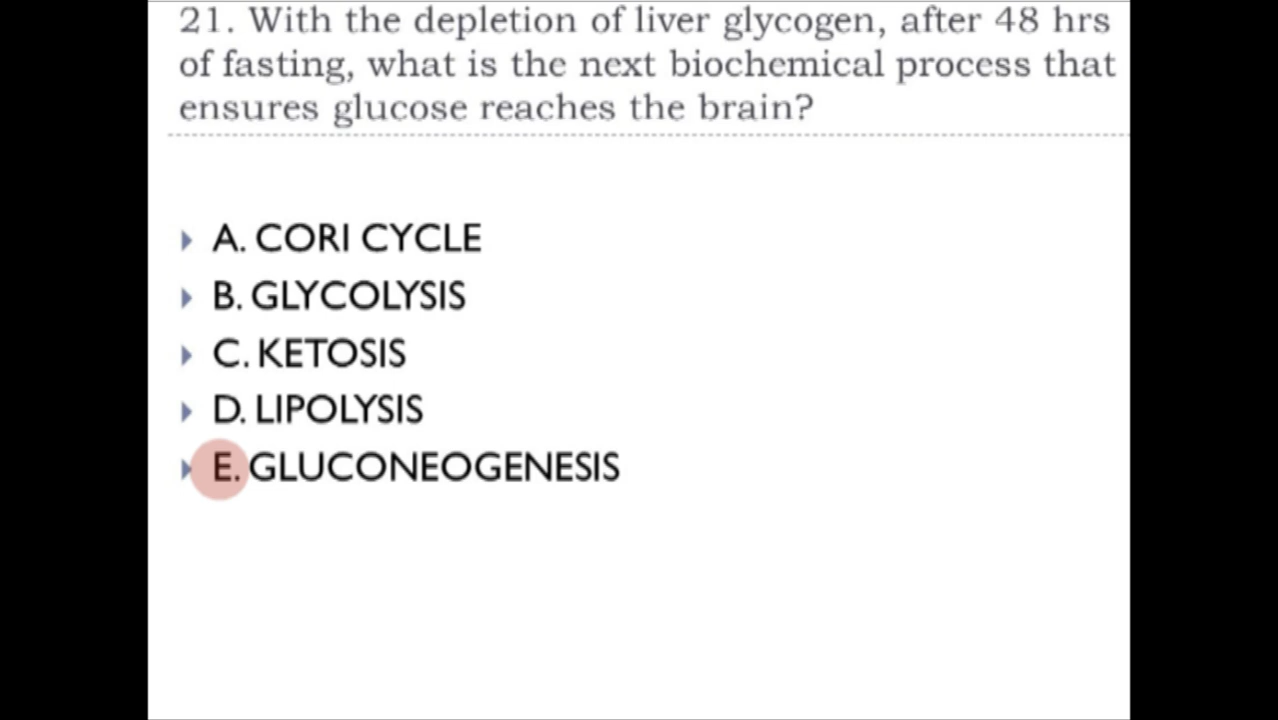 21. With the depletion of liver glycogen, after 48 hrs
of fasting, what is the next biochemical process that
ensures glucose reaches the brain?
A. CORI CYCLE
B. GLYCOLYSIS
C. KETOSIS
D. LIPOLYSIS
E. GLUCONEOGENESIS